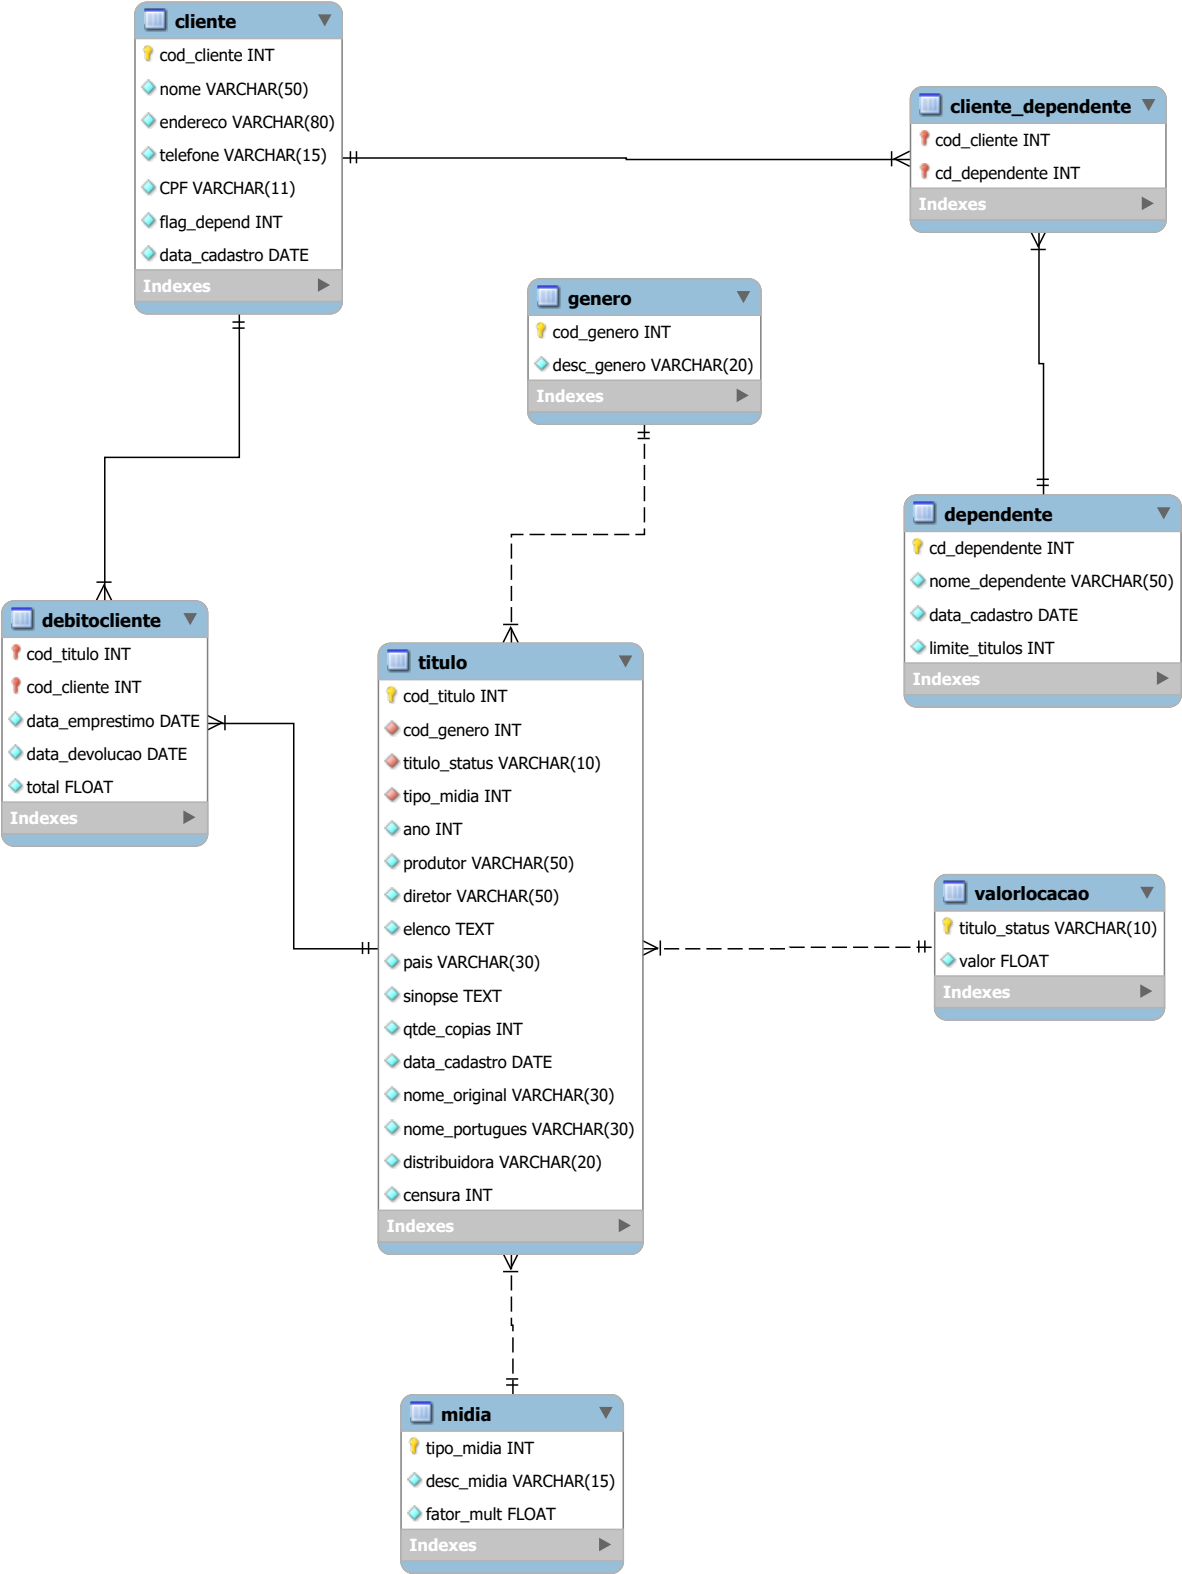 cliente
cod_cliente INT
nome VARCHAR(50)
endereco VARCHAR(80)
telefone VARCHAR(15)
CPF VARCHAR(11)
flag_depend INT
data_cadastro DATE
Indexes
cliente_dependente
cod_cliente INT
cd_dependente INT
Indexes
genero
cod_genero INT
desc_genero VARCHAR(20)
Indexes
dependente
cd_dependente INT
nome_dependente VARCHAR(50)
data_cadastro DATE
limite_titulos INT
Indexes
debitocliente
cod_titulo INT
cod_cliente INT
data_emprestimo DATE
data_devolucao DATE
total FLOAT
Indexes
titulo
cod_titulo INT
cod_genero INT
titulo_status VARCHAR(10)
tipo_midia INT
ano INT
produtor VARCHAR(50)
diretor VARCHAR(50)
elenco TEXT
pais VARCHAR(30)
sinopse TEXT
qtde_copias INT
data_cadastro DATE
nome_original VARCHAR(30)
nome_portugues VARCHAR(30)
distribuidora VARCHAR(20)
censura INT
Indexes
valorlocacao
titulo_status VARCHAR(10)
valor FLOAT
Indexes
midia
tipo_midia INT
desc_midia VARCHAR(15)
fator_mult FLOAT
Indexes